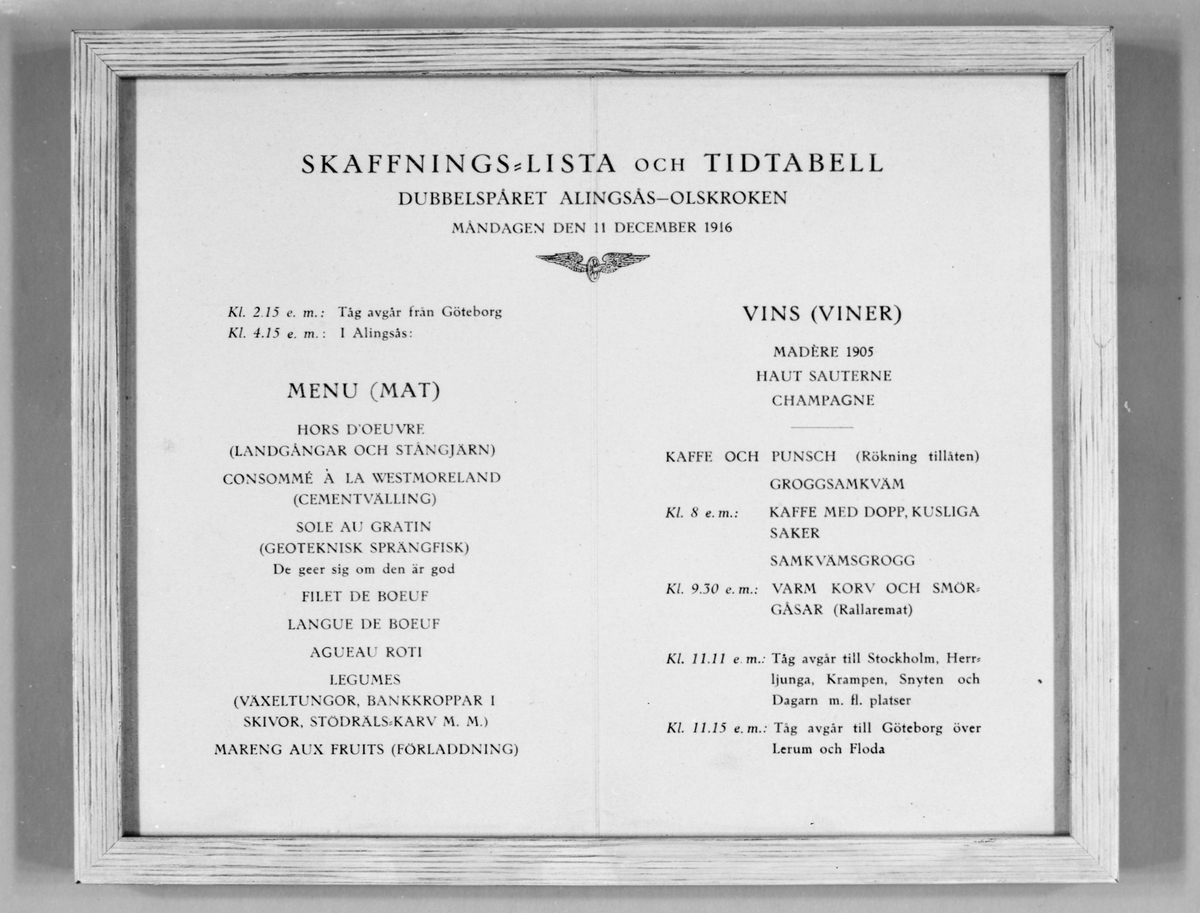 SKAFFNINGS=LISTA OCH TIDTABELL
DUBBELSPÅRET ALINGSÅS—OLSKROKEN
MÅNDAGEN DEN 11 DECEMBER 1916
Kl. 2.15 e. m.: Tåg avgår från Göteborg
Kl. 4.15 e. m.: I Alingsås:
MENU (MAT)
HORS D'OEUVRE
(LANDGÅNGAR OCH STÅNGJÄRN)
CONSOMMÉ À LA WESTMORELAND
(CEMENTVÄLLING)
SOLE AU GRATIN
(GEOTEKNISK SPRÄNGFISK)
De geer sig om den är god
FILET DE BOEUF
LANGUE DE BOEUF
AGUEAU ROTI
LEGUMES
(VÄXELTUNGOR, BANKKROPPAR I
SKIVOR, STÖDRÄLS=KARV M. M.)
MARENG AUX FRUITS (FÖRLADDNING)
VINS (VINER)
MADÈRE 1905
HAUT SAUTERNE
CHAMPAGNE
KAFFE OCH PUNSCH (Rökning tillåten)
GROGGSAMKVÄM
Kl. 8 e. m.: KAFFE MED DOPP, KUSLIGA
SAKER
SAMKVÄMSGROGG
Kl. 9.30 e. m.: VARM KORV OCH SMÖR=
GÅSAR (Rallaremat)
Kl. 11.11 e. m.: Tåg avgår till Stockholm, Herr=
ljunga, Krampen, Snyten och
Dagarn m. fl. platser
Kl. 11.15 e. m.: Tåg avgår till Göteborg över
Lerum och Floda